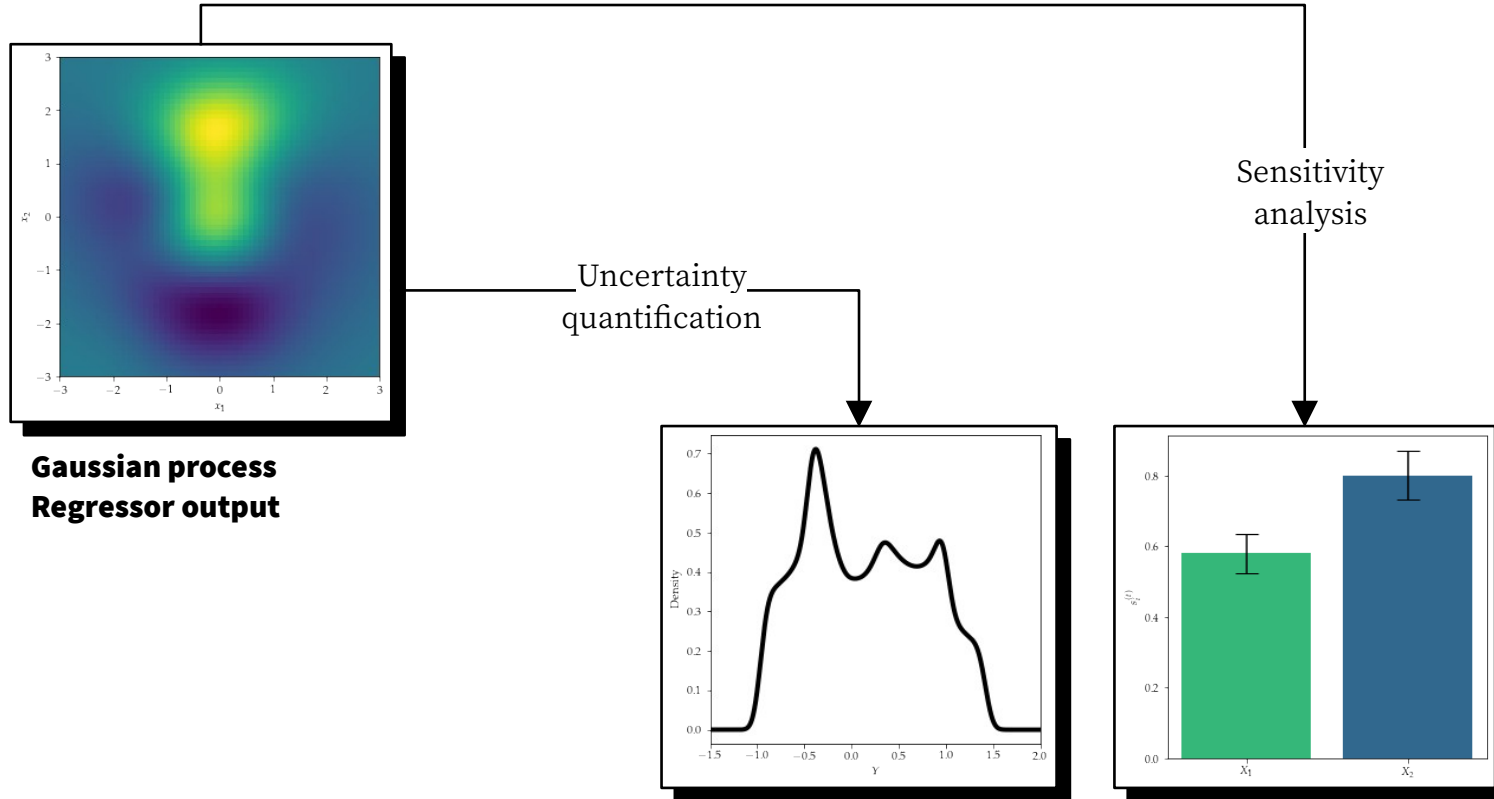 3
2
1
0
−1
−2
−3
x₂
−3
−2
−1
0
1
2
3
x₁
Gaussian process
Regressor output
Uncertainty
quantification
Sensitivity
analysis
0.7
0.6
0.5
0.4
0.3
0.2
0.1
0.0
Density
−1.5
−1.0
−0.5
0.0
0.5
1.0
1.5
2.0
Y
0.8
0.6
0.4
0.2
0.0
X₁
X₂